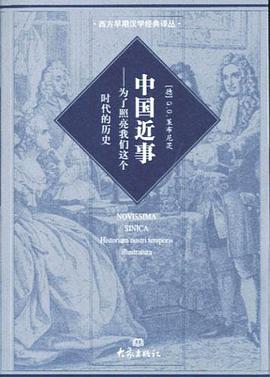 ·西方早期汉学经典译丛·
[德] G.G.莱布尼茨
中国近事
——为了照亮我们这个
时代的历史
NOVISSIMA
SINICA
Historiam nostri temporis
illustratura
大象出版社